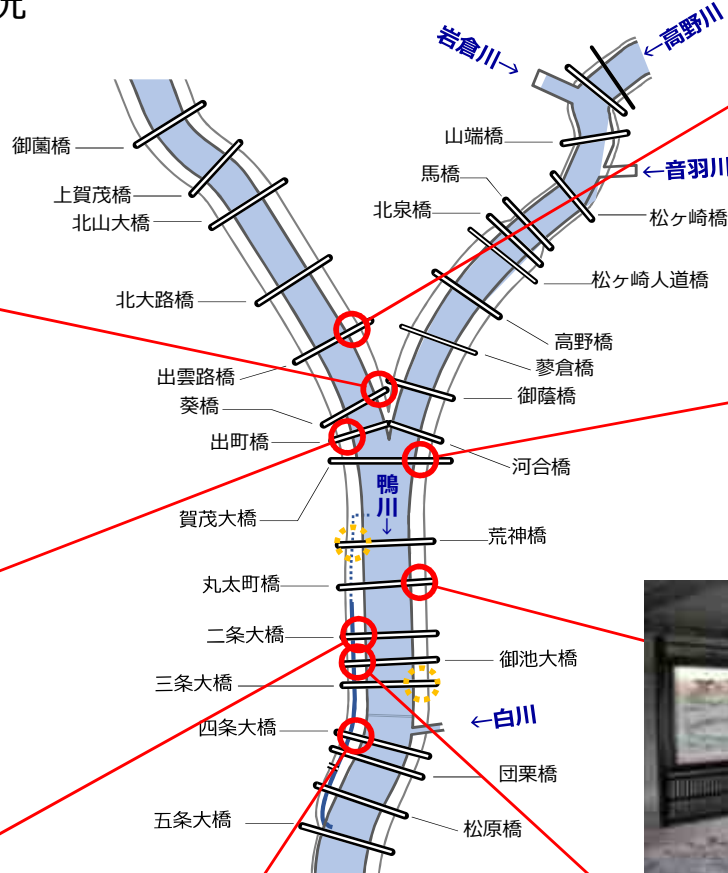 元
岩倉川→
←高野川
←音羽川
御薗橋
上賀茂橋
北山大橋
北大路橋
出雲路橋
葵橋
出町橋
賀茂大橋
丸太町橋
二条大橋
三条大橋
四条大橋
五条大橋
山端橋
馬橋
北泉橋
松ヶ崎橋
松ヶ崎人道橋
高野橋
蓼倉橋
御蔭橋
河合橋
鴨川
↓
荒神橋
御池大橋
←白川
団栗橋
松原橋